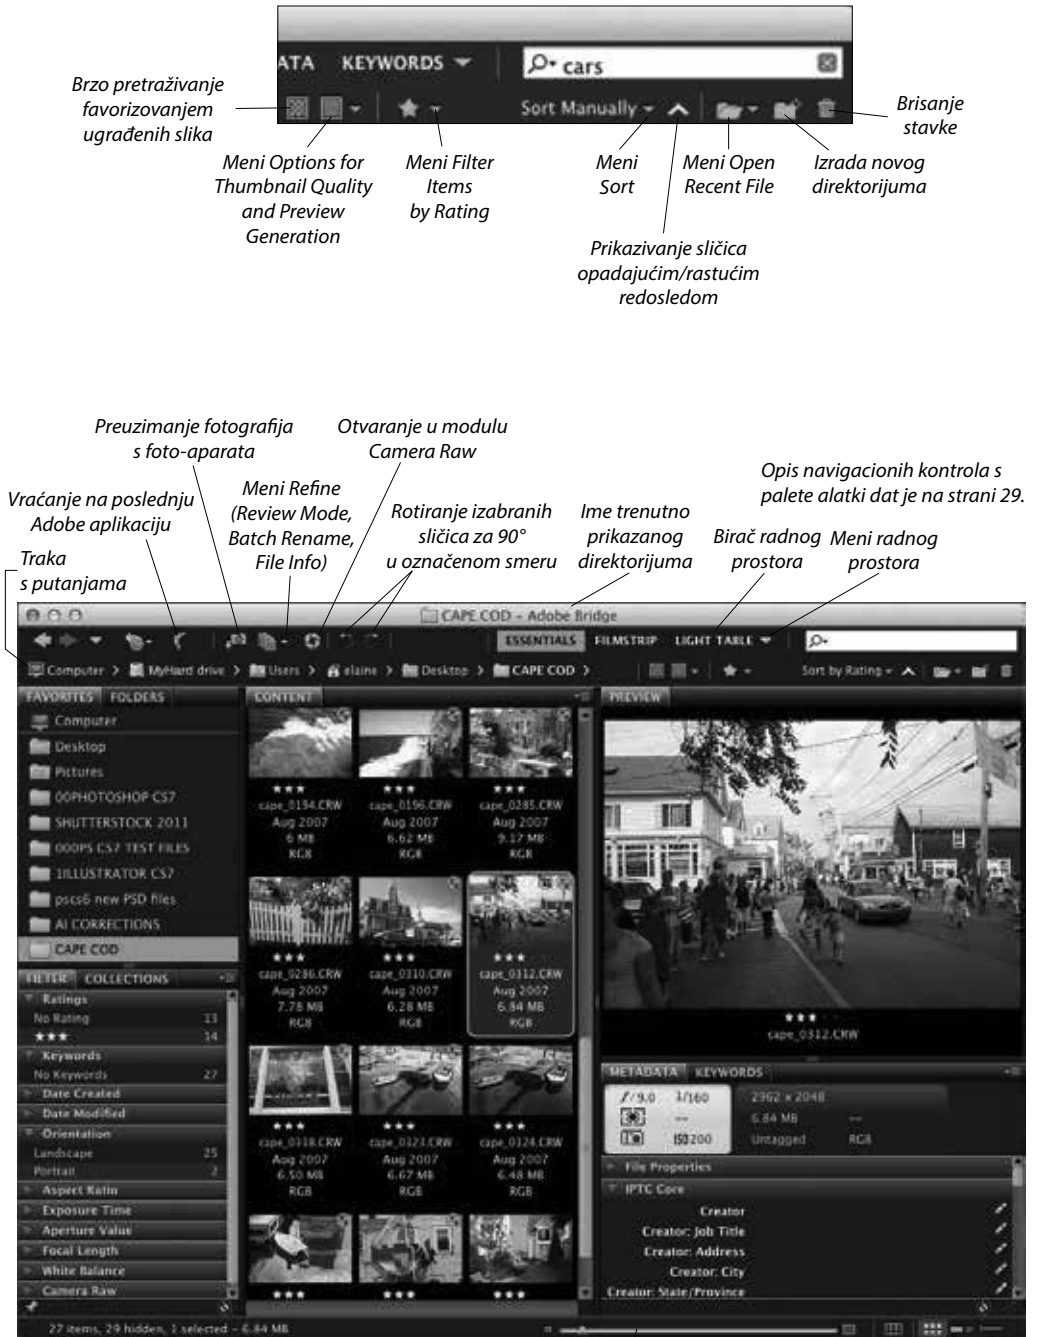 ATA KEYWORDS
cars
Sort Manually
Brzo pretraživanje
favorizovanjem
ugrađenih slika
Brisanje
stavke
Meni Options for
Thumbnail Quality
and Preview
Generation
Meni Filter
Items
by Rating
Meni
Sort
Meni Open
Recent File
Izrada novog
direktorijuma
Prikazivanje sličica
opadajućim/rastućim
redosledom
Preuzimanje fotografija
s foto-aparata
Otvaranje u modulu
Camera Raw
Opis navigacionih kontrola s
palete alatki dat je na strani 29.
Vraćanje na poslednju
Adobe aplikaciju
Meni Refine
(Review Mode,
Batch Rename,
File Info)
Rotiranje izabranih
sličica za 90°
u označenom smeru
Ime trenutno
prikazanog
direktorijuma
Birač radnog
prostora
Meni radnog
prostora
Traka
s putanjama
CAPE COD – Adobe Bridge
ESSENTIALS FILMSTRIP LIGHT TABLE
Computer > MyHard drive > Users > elaine > Desktop > CAPE COD >
Sort by Rating
FAVORITES FOLDERS
Computer
Desktop
Pictures
00PHOTOSHOP CS7
SHUTTERSTOCK 2011
000PS CS7 TEST FILES
1ILLUSTRATOR CS7
pscs6 new PSD files
AI CORRECTIONS
CAPE COD
FILTER COLLECTIONS
Ratings
No Rating 13
★★★ 14
Keywords
No Keywords 27
Date Created
Date Modified
Orientation
Landscape 25
Portrait 2
Aspect Ratio
Exposure Time
Aperture Value
Focal Length
White Balance
Camera Raw
CONTENT
★★★ ★★★ ★★★
cape_0194.CRW cape_0196.CRW cape_0285.CRW
Aug 2007 Aug 2007 Aug 2007
6 MB 6.62 MB 9.17 MB
RGB RGB RGB
★★★ ★★★ ★★★
cape_0286.CRW cape_0310.CRW cape_0312.CRW
Aug 2007 Aug 2007 Aug 2007
7.78 MB 6.28 MB 6.84 MB
RGB RGB RGB
★★★ ★★★ ★★★
cape_0318.CRW cape_0323.CRW cape_0324.CRW
Aug 2007 Aug 2007 Aug 2007
6.50 MB 6.67 MB 6.48 MB
RGB RGB RGB
★★★ ★★★ ★★★
PREVIEW
★★★
cape_0312.CRW
METADATA KEYWORDS
f/9.0 1/160
--
ISO200
2962 x 2048
6.84 MB --
Untagged RGB
File Properties
IPTC Core
Creator
Creator: Job Title
Creator: Address
Creator: City
Creator: State/Province
27 items, 29 hidden, 1 selected – 6.84 MB